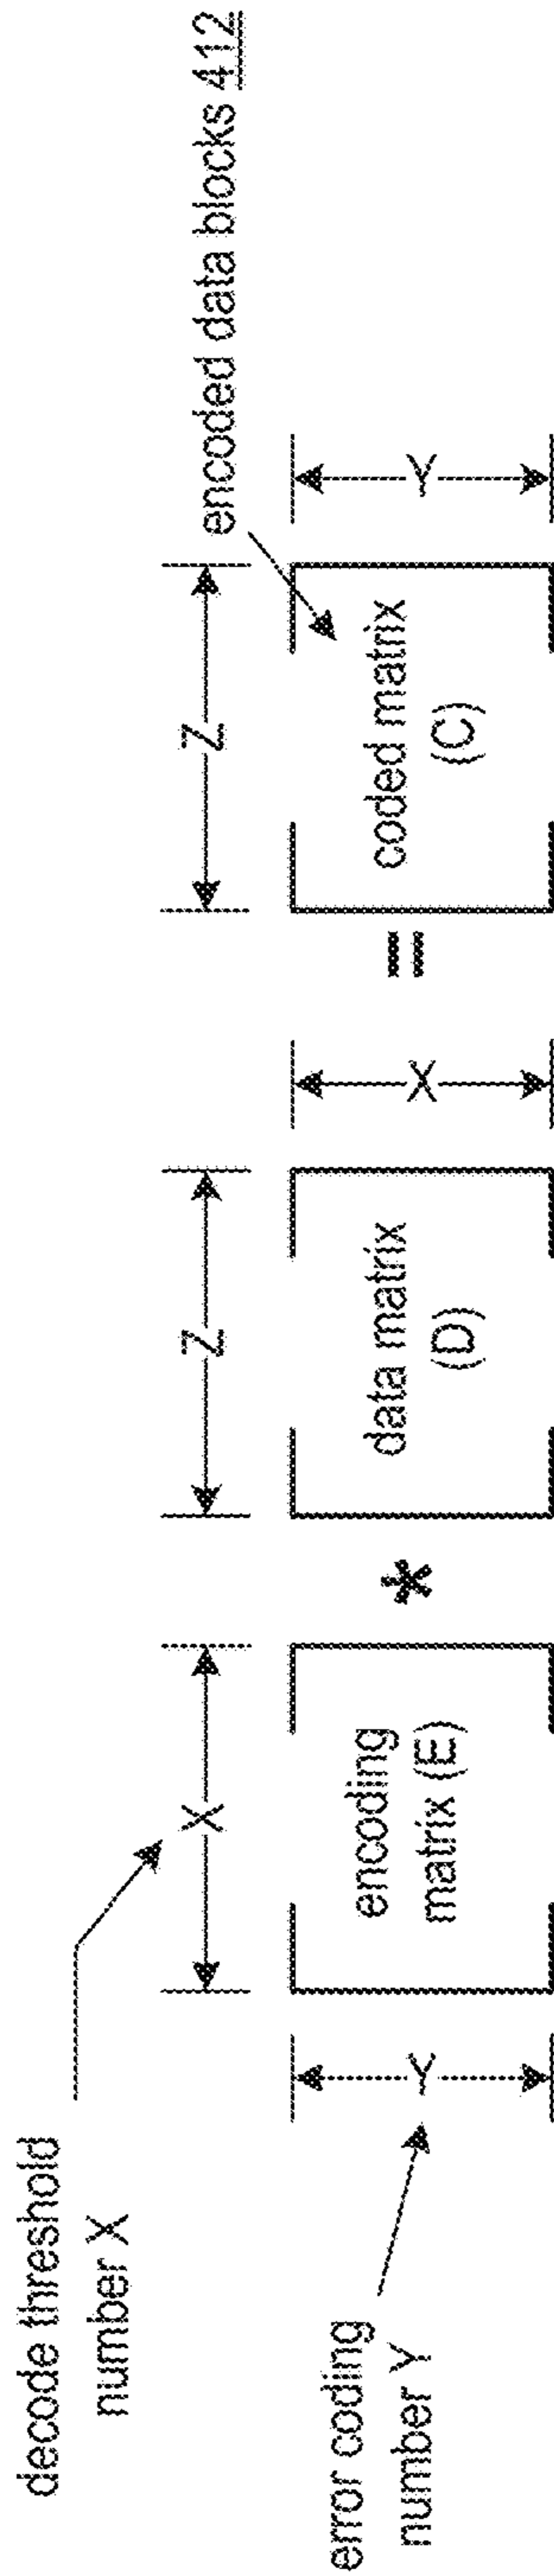 decode threshold
number X
X
Z
Z
encoded data blocks 412
error coding
number Y
Y
encoding
matrix (E)
*
data matrix
(D)
X
=
coded matrix
(C)
Y